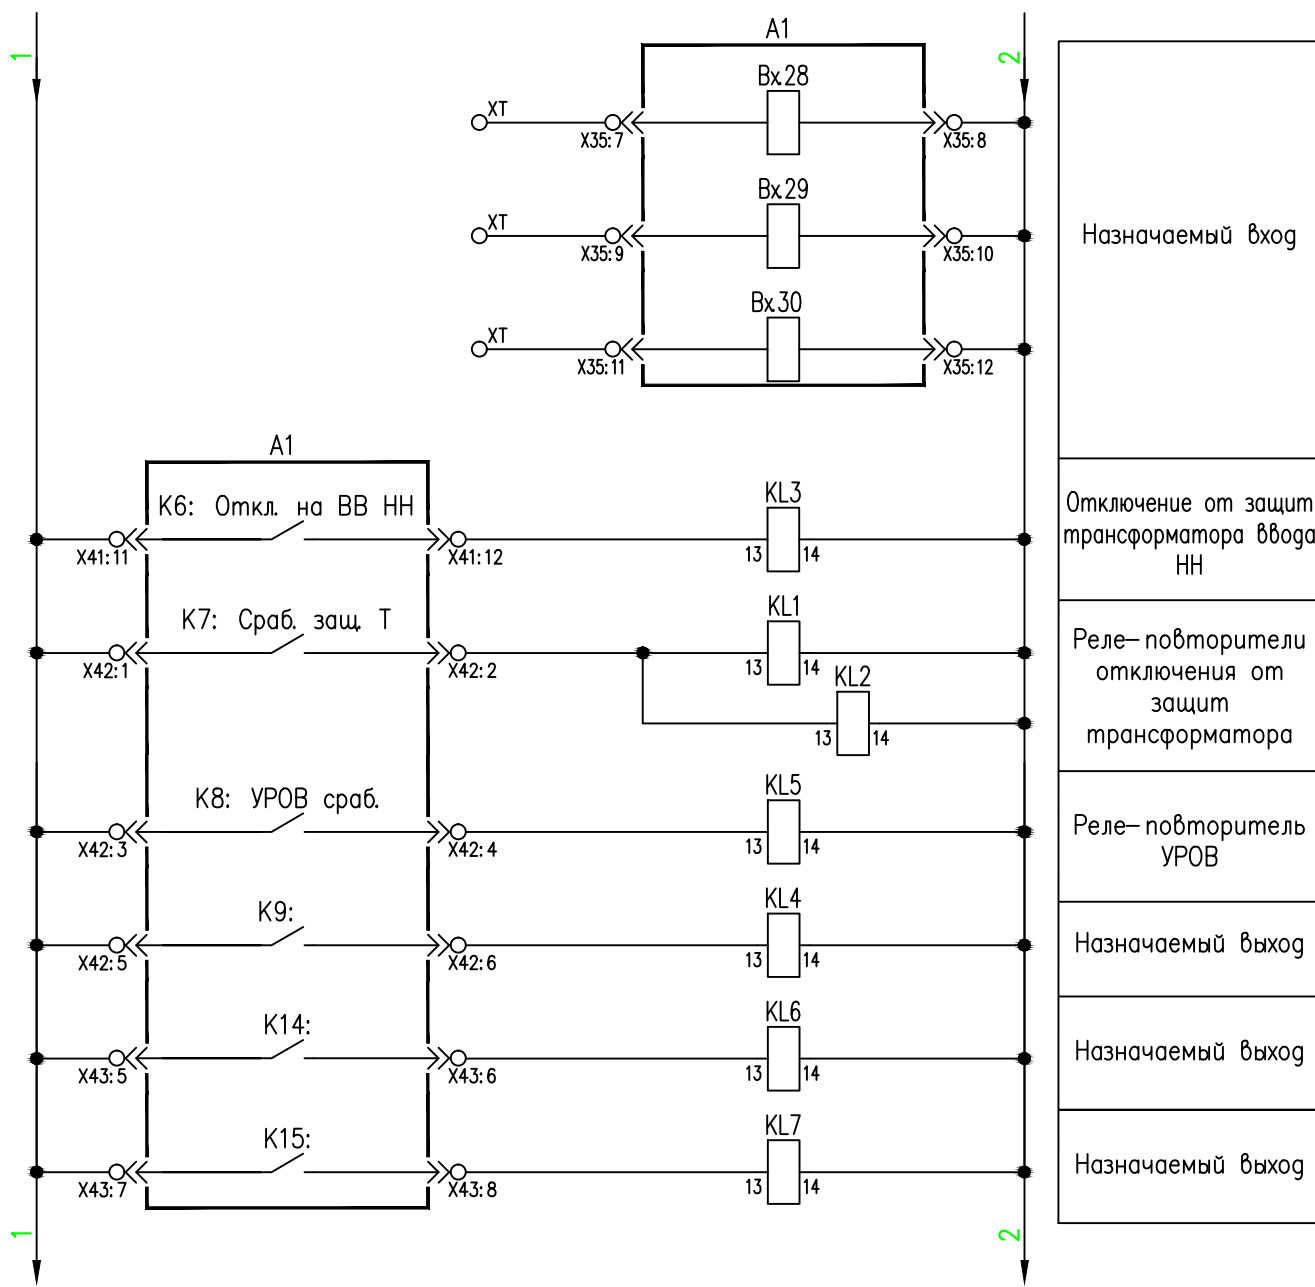 1
2
A1
Вх.28
XT
X35:7
X35:8
Вх.29
XT
X35:9
X35:10
Назначаемый вход
Вх.30
XT
X35:11
X35:12
A1
K6: Откл. на ВВ НН
KL3
X41:11
X41:12
13
14
Отключение от защит
трансформатора ввода
НН
K7: Сраб. защ. Т
KL1
X42:1
X42:2
13
14
KL2
13
14
Реле-повторители
отключения от
защит
трансформатора
K8: УРОВ сраб.
KL5
X42:3
X42:4
13
14
Реле-повторитель
УРОВ
K9:
KL4
X42:5
X42:6
13
14
Назначаемый выход
K14:
KL6
X43:5
X43:6
13
14
Назначаемый выход
K15:
KL7
X43:7
X43:8
13
14
Назначаемый выход
1
2